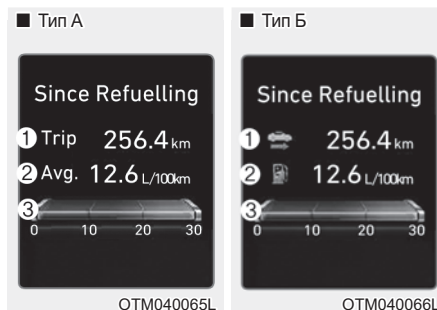 ■ Тип А
Since Refuelling
1 Trip 256.4 km
2 Avg. 12.6 L/100km
3
0 10 20 30
OTM040065L
■ Тип Б
Since Refuelling
1 256.4 km
2 12.6 L/100km
3
0 10 20 30
OTM040066L